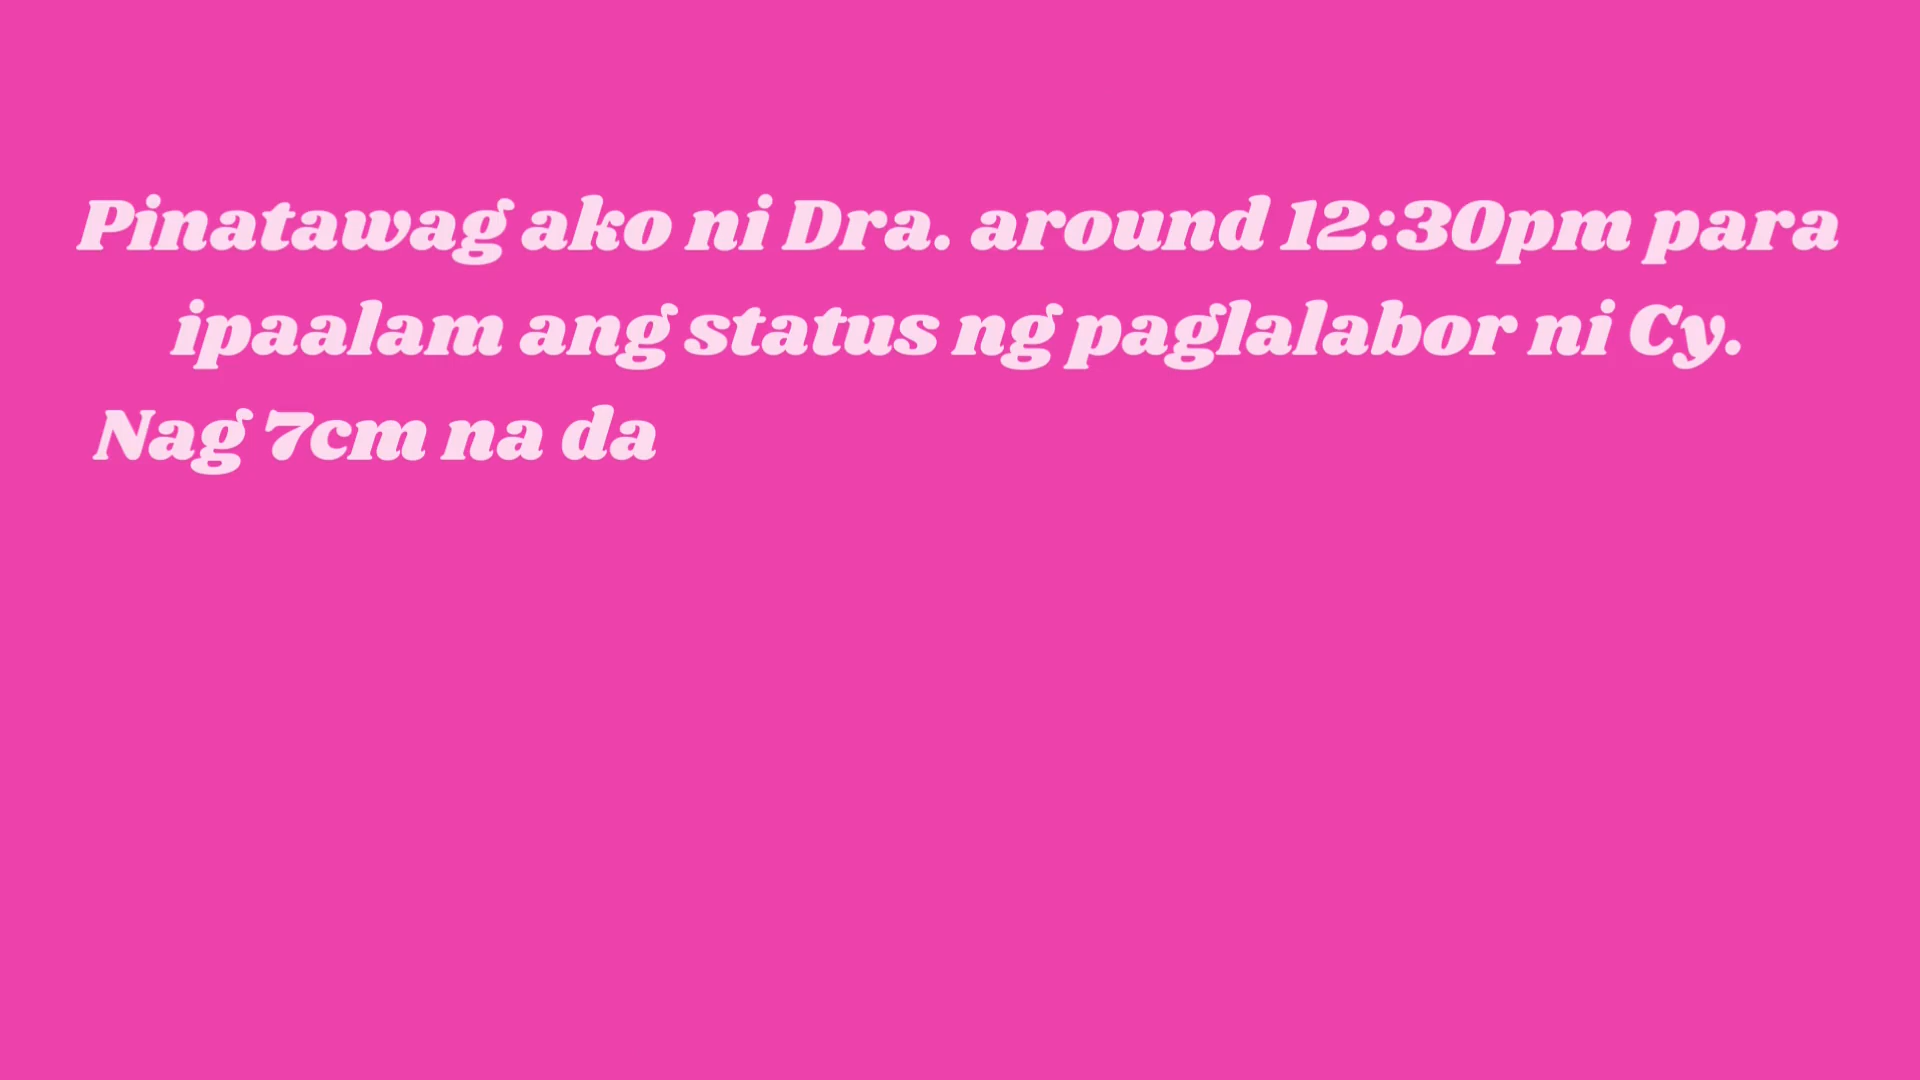 Pinatawag ako ni Dra. around 12:30pm para
ipaalam ang status ng paglalabor ni Cy.
Nag 7cm na da